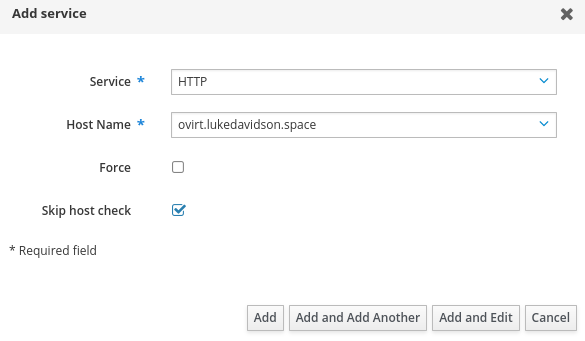 Add service
Service *
HTTP
Host Name *
ovirt.lukedavidson.space
Force
Skip host check
* Required field
Add
Add and Add Another
Add and Edit
Cancel